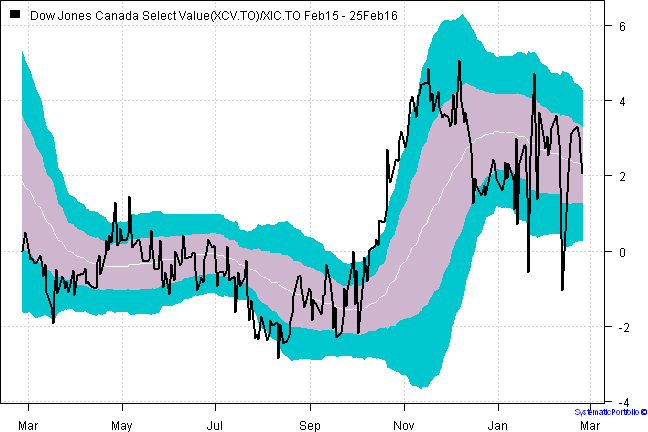 Dow Jones Canada Select Value(XCV.TO)/XIC.TO Feb15 - 25Feb16
6
4
2
0
-2
-4
Mar May Jul Sep Nov Jan Mar
SystematicPortfolio ©